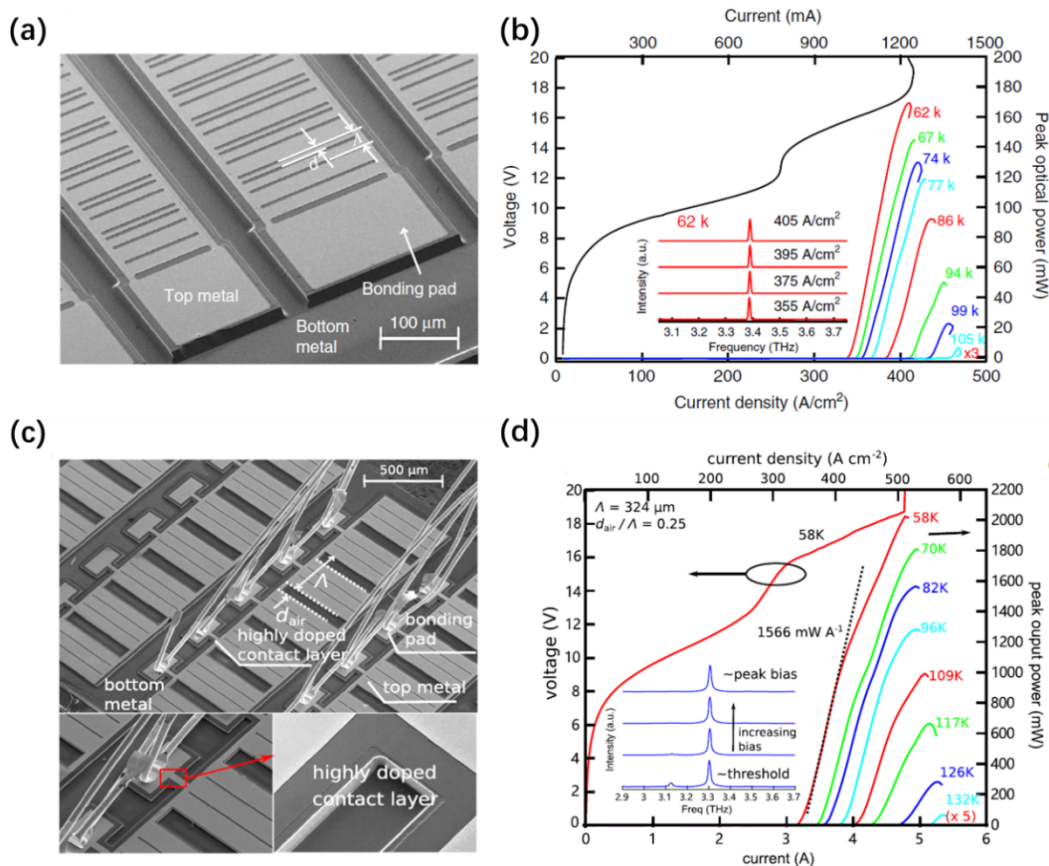 (a)
d
Λ
Top metal
Bonding pad
Bottom
metal
100 μm
(b)
Current (mA)
0 300 600 900 1200 1500
Voltage (V)
20
18
16
14
12
10
8
6
4
2
0
62 k
67 k
74 k
77 k
86 k
94 k
99 k
105 k
x3
200
180
160
140
120
100
80
60
40
20
0
Peak optical power (mW)
62 k
405 A/cm²
395 A/cm²
375 A/cm²
355 A/cm²
Intensity (a.u.)
3.1 3.2 3.3 3.4 3.5 3.6 3.7
Frequency (THz)
0 100 200 300 400 500
Current density (A/cm²)
(c)
500 μm
Λ
d_air
highly doped
contact layer
bonding
pad
bottom
metal
top metal
highly doped
contact layer
(d)
current density (A cm⁻²)
0 100 200 300 400 500 600
voltage (V)
20
18
16
14
12
10
8
6
4
2
0
Λ = 324 μm
d_air / Λ = 0.25
58K
1566 mW A⁻¹
58K
70K
82K
96K
109K
117K
126K
132K
(x 5)
2200
2000
1800
1600
1400
1200
1000
800
600
400
200
0
peak ouput power (mW)
~peak bias
increasing
bias
~threshold
Intensity (a.u.)
2.9 3.0 3.1 3.2 3.3 3.4 3.5 3.6 3.7
Freq (THz)
0 1 2 3 4 5 6
current (A)